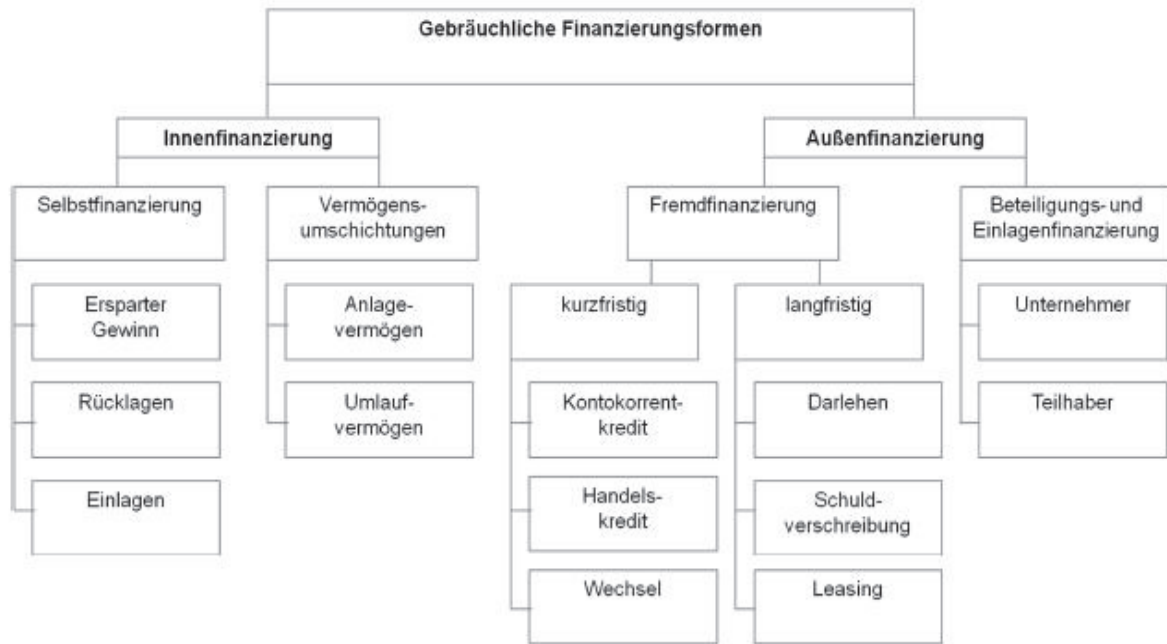 Gebräuchliche Finanzierungsformen
Innenfinanzierung
Außenfinanzierung
Selbstfinanzierung
Vermögens-
umschichtungen
Fremdfinanzierung
Beteiligungs- und
Einlagenfinanzierung
Ersparter
Gewinn
Anlage-
vermögen
kurzfristig
langfristig
Unternehmer
Rücklagen
Umlauf-
vermögen
Kontokorrent-
kredit
Darlehen
Teilhaber
Einlagen
Handels-
kredit
Schuld-
verschreibung
Wechsel
Leasing